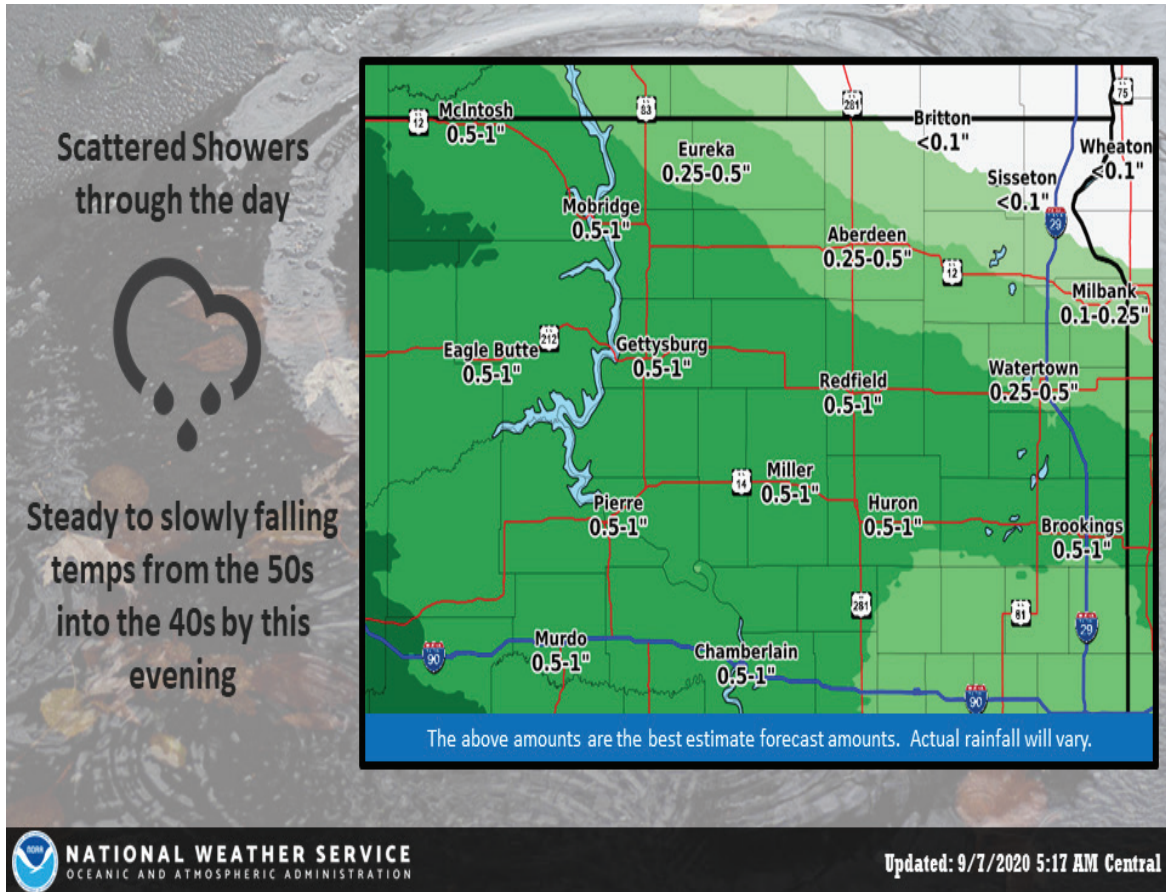 Scattered Showers
through the day
Steady to slowly falling
temps from the 50s
into the 40s by this
evening
12
McIntosh
0.5-1"
83
281
75
Britton
<0.1"
Wheaton
<0.1"
Eureka
0.25-0.5"
Sisseton
<0.1"
29
Mobridge
0.5-1"
Aberdeen
0.25-0.5"
12
Milbank
0.1-0.25"
212
Eagle Butte
0.5-1"
Gettysburg
0.5-1"
Redfield
0.5-1"
Watertown
0.25-0.5"
14
Miller
0.5-1"
Pierre
0.5-1"
Huron
0.5-1"
Brookings
0.5-1"
281
81
29
90
Murdo
0.5-1"
Chamberlain
0.5-1"
90
The above amounts are the best estimate forecast amounts. Actual rainfall will vary.
NOAA
NATIONAL WEATHER SERVICE
OCEANIC AND ATMOSPHERIC ADMINISTRATION
Updated: 9/7/2020 5:17 AM Central